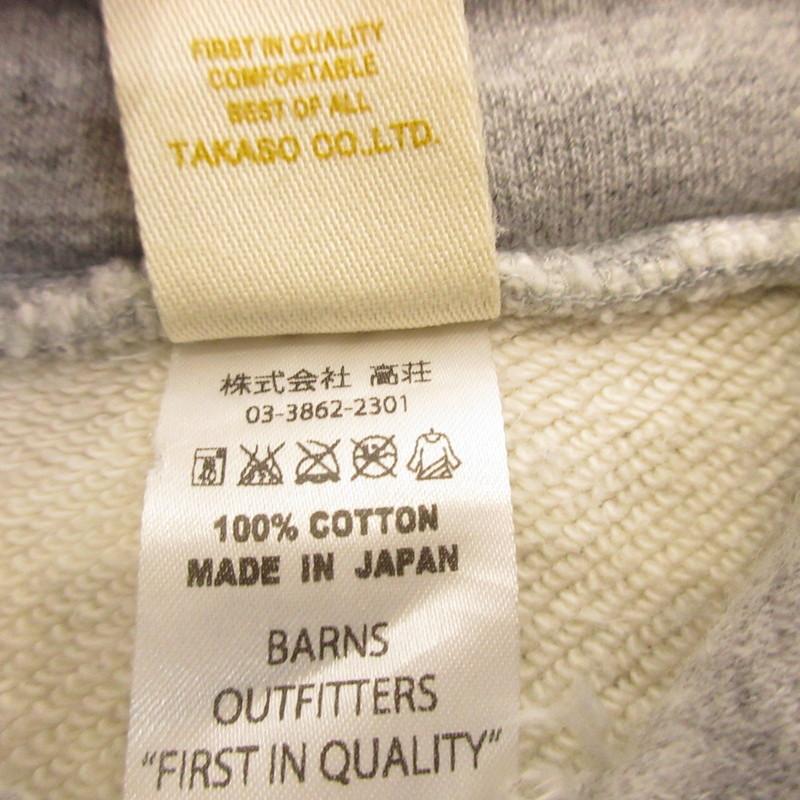 FIRST IN QUALITY
COMFORTABLE
BEST OF ALL
TAKASO CO.,LTD.
株式会社 高荘
03-3862-2301
40
100% COTTON
MADE IN JAPAN
BARNS
OUTFITTERS
“FIRST IN QUALITY”